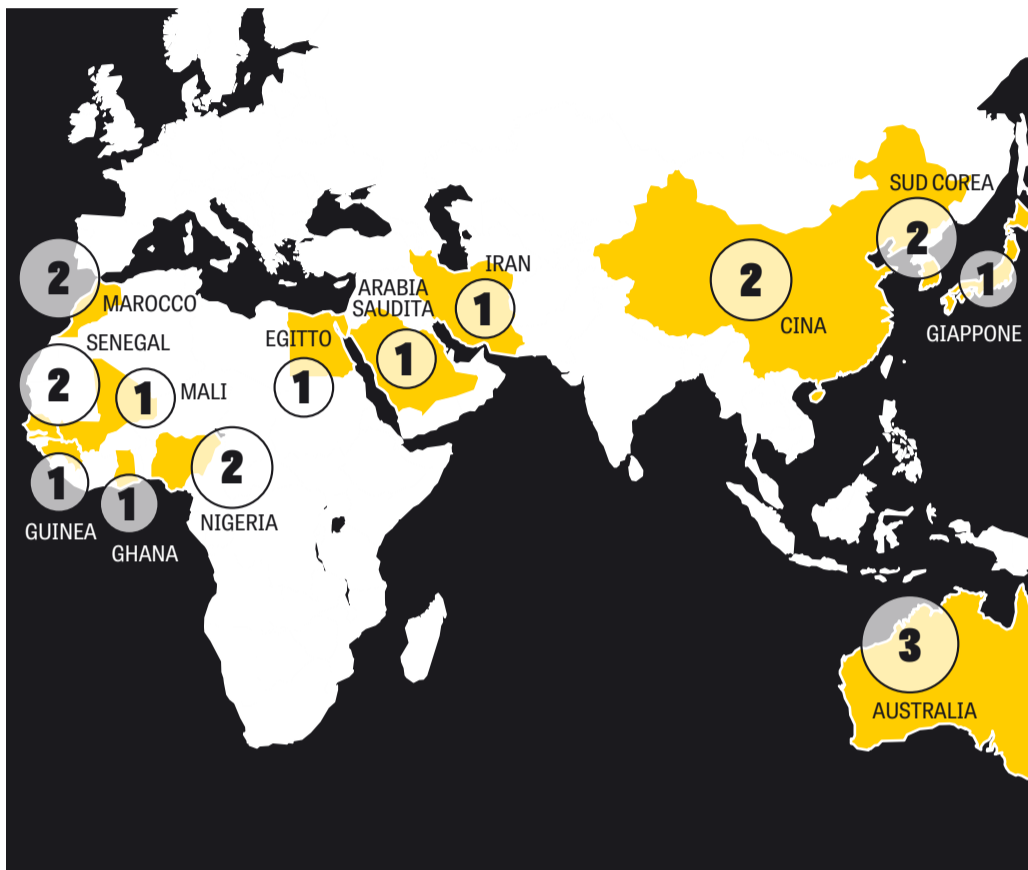 SUD COREA
2
2
CINA
1
GIAPPONE
IRAN
1
ARABIA
SAUDITA
1
EGITTO
1
2
MAROCCO
SENEGAL
2
1
MALI
2
NIGERIA
1
GUINEA
1
GHANA
3
AUSTRALIA